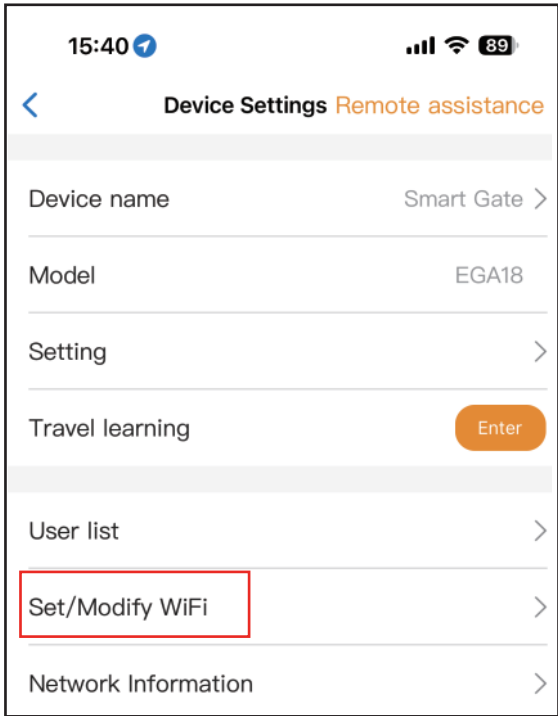 15:40 89
Device Settings Remote assistance
Device name Smart Gate
Model EGA18
Setting
Travel learning Enter
User list
Set/Modify WiFi
Network Information